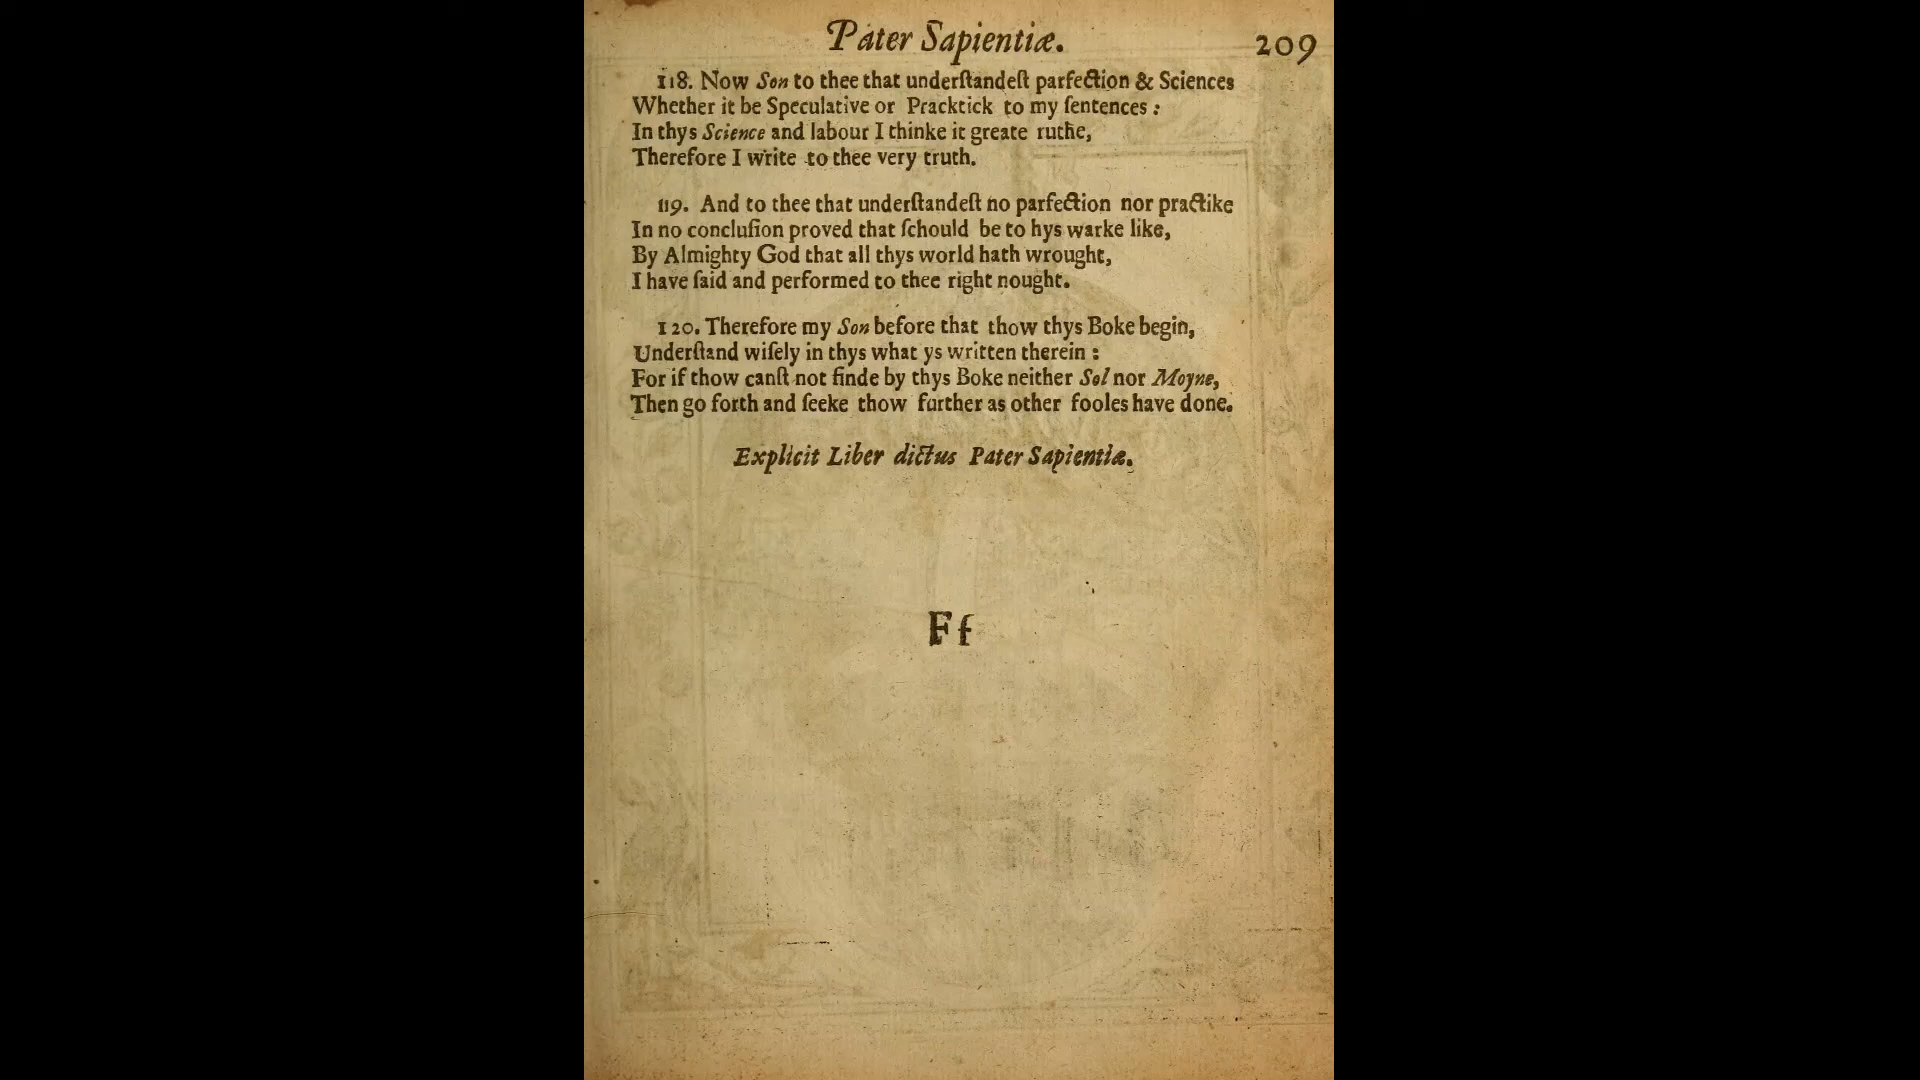 Pater Sapientiæ. 209
118. Now Son to thee that underſtandeſt parfection & Sciences
Whether it be Speculative or Pracktick to my ſentences :
In thys Science and labour I thinke it greate ruthe,
Therefore I write to thee very truth.
119. And to thee that underſtandeſt no parfection nor practike
In no concluſion proved that ſchould be to hys warke like,
By Almighty God that all thys world hath wrought,
I have ſaid and performed to thee right nought.
120. Therefore my Son before that thow thys Boke begin,
Underſtand wiſely in thys what ys written therein :
For if thow canſt not finde by thys Boke neither Sol nor Moyne,
Then go forth and ſeeke thow further as other fooles have done.
Explicit Liber dictus Pater Sapientiæ.
Ff